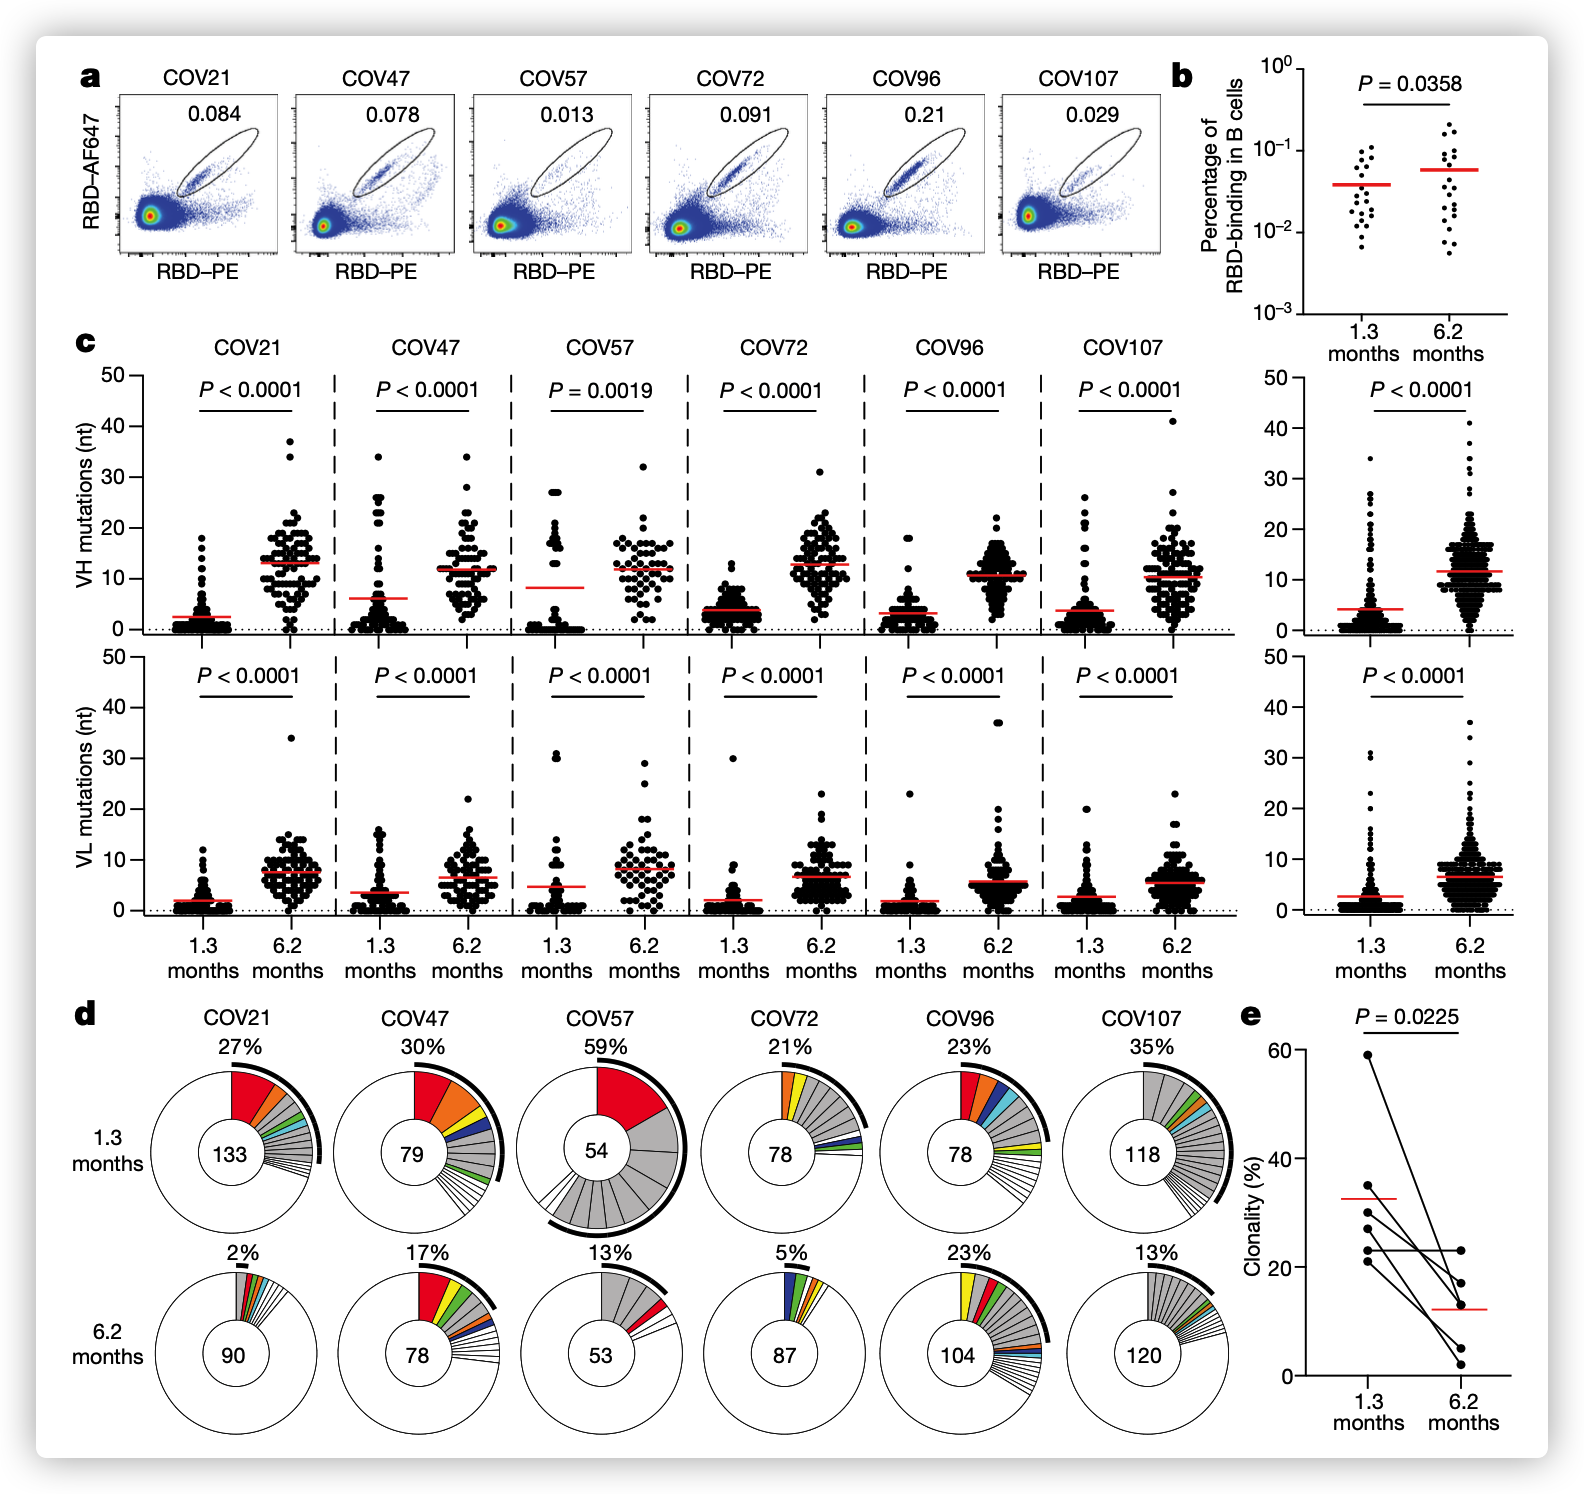 a
COV21 COV47 COV57 COV72 COV96 COV107
0.084 0.078 0.013 0.091 0.21 0.029
RBD–AF647
RBD–PE RBD–PE RBD–PE RBD–PE RBD–PE RBD–PE
b
P = 0.0358
Percentage of
RBD-binding in B cells
10⁰
10⁻¹
10⁻²
10⁻³
1.3 6.2
months months
c
COV21 COV47 COV57 COV72 COV96 COV107
P < 0.0001 P < 0.0001 P = 0.0019 P < 0.0001 P < 0.0001 P < 0.0001
VH mutations (nt)
50
40
30
20
10
0
P < 0.0001
50
40
30
20
10
0
P < 0.0001 P < 0.0001 P < 0.0001 P < 0.0001 P < 0.0001 P < 0.0001
VL mutations (nt)
50
40
30
20
10
0
1.3 6.2 1.3 6.2 1.3 6.2 1.3 6.2 1.3 6.2 1.3 6.2
months months months months months months months months months months months months
P < 0.0001
50
40
30
20
10
0
1.3 6.2
months months
d
COV21 COV47 COV57 COV72 COV96 COV107
27% 30% 59% 21% 23% 35%
1.3
months
133 79 54 78 78 118
2% 17% 13% 5% 23% 13%
6.2
months
90 78 53 87 104 120
e
P = 0.0225
Clonality (%)
60
40
20
0
1.3 6.2
months months